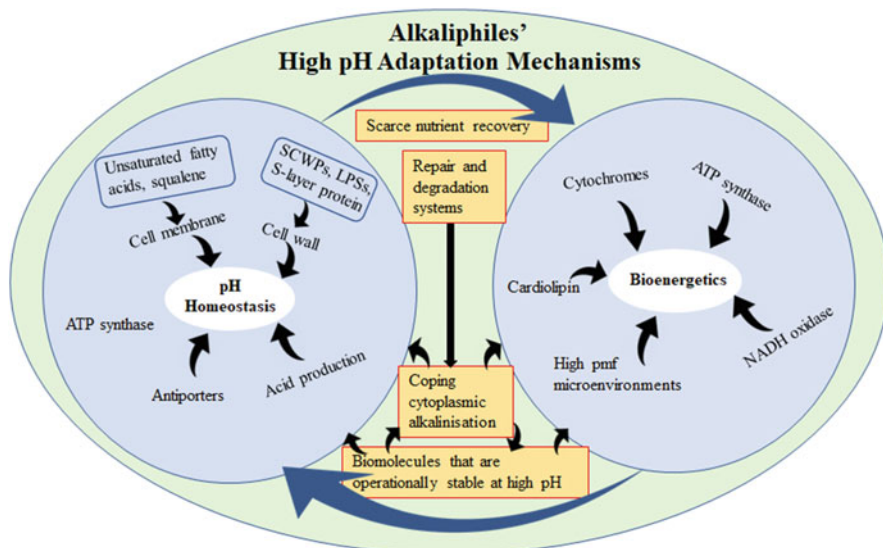 Alkaliphiles'
High pH Adaptation Mechanisms
Scarce nutrient recovery
Unsaturated fatty
acids, squalene
SCWPs, LPSs,
S-layer protein
Cell membrane
Cell wall
pH
Homeostasis
ATP synthase
Antiporters
Acid production
Repair and
degradation
systems
Coping
cytoplasmic
alkalinisation
Biomolecules that are
operationally stable at high pH
Cytochromes
ATP synthase
Cardiolipin
Bioenergetics
High pmf
microenvironments
NADH oxidase